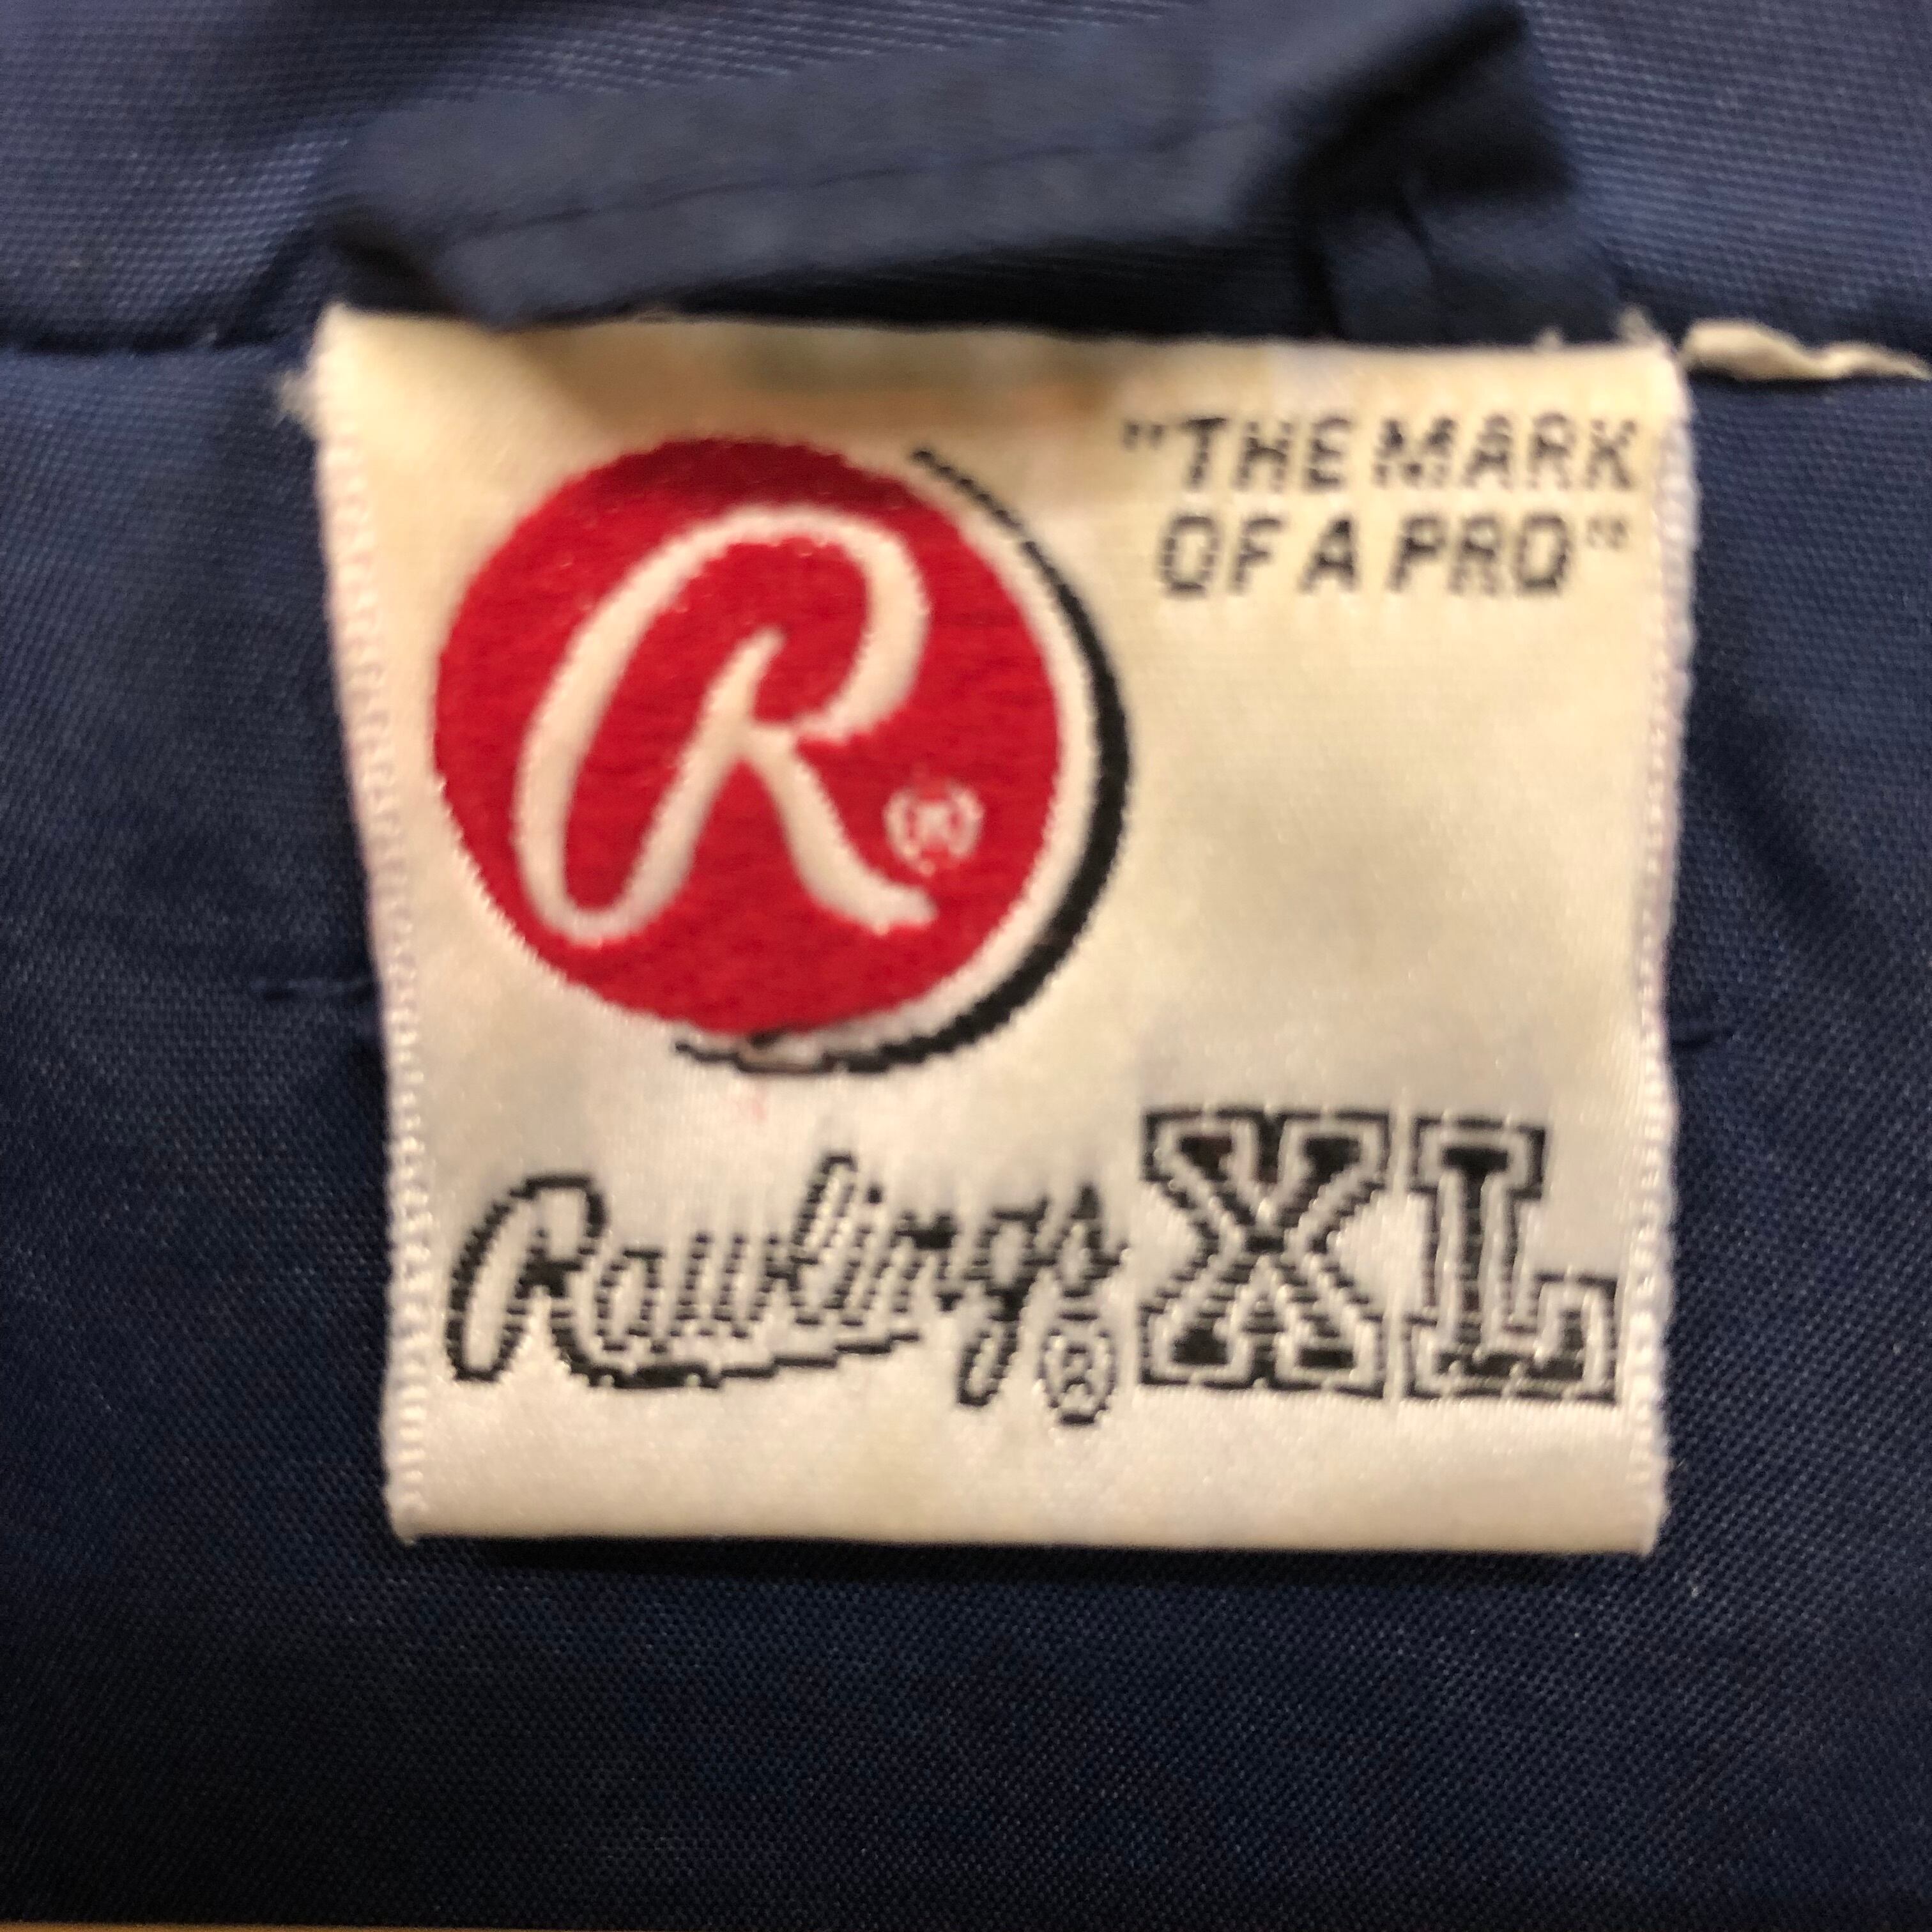 "THE MARK
OF A PRO"
R®
Rawlings® XL